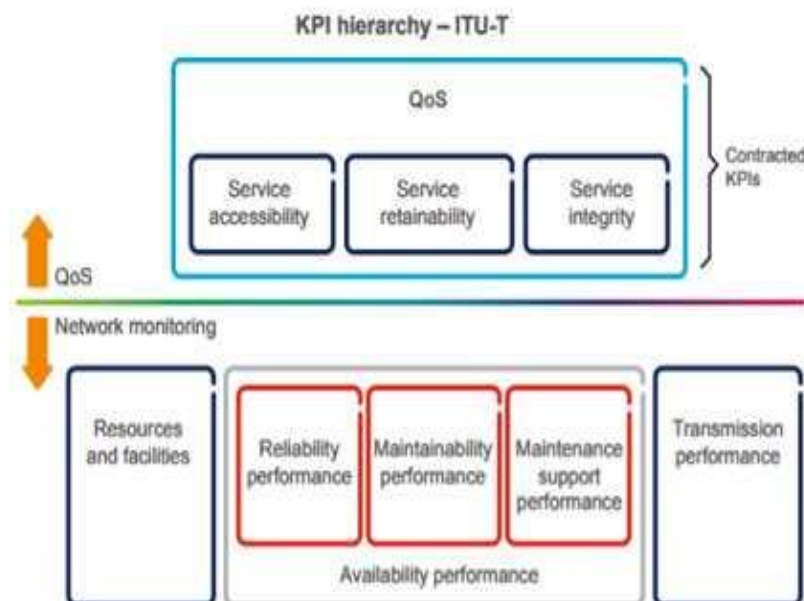 KPI hierarchy – ITU-T
QoS
Service
accessibility
Service
retainability
Service
integrity
Contracted
KPIs
QoS
Network monitoring
Resources
and facilities
Reliability
performance
Maintainability
performance
Maintenance
support
performance
Availability performance
Transmission
performance